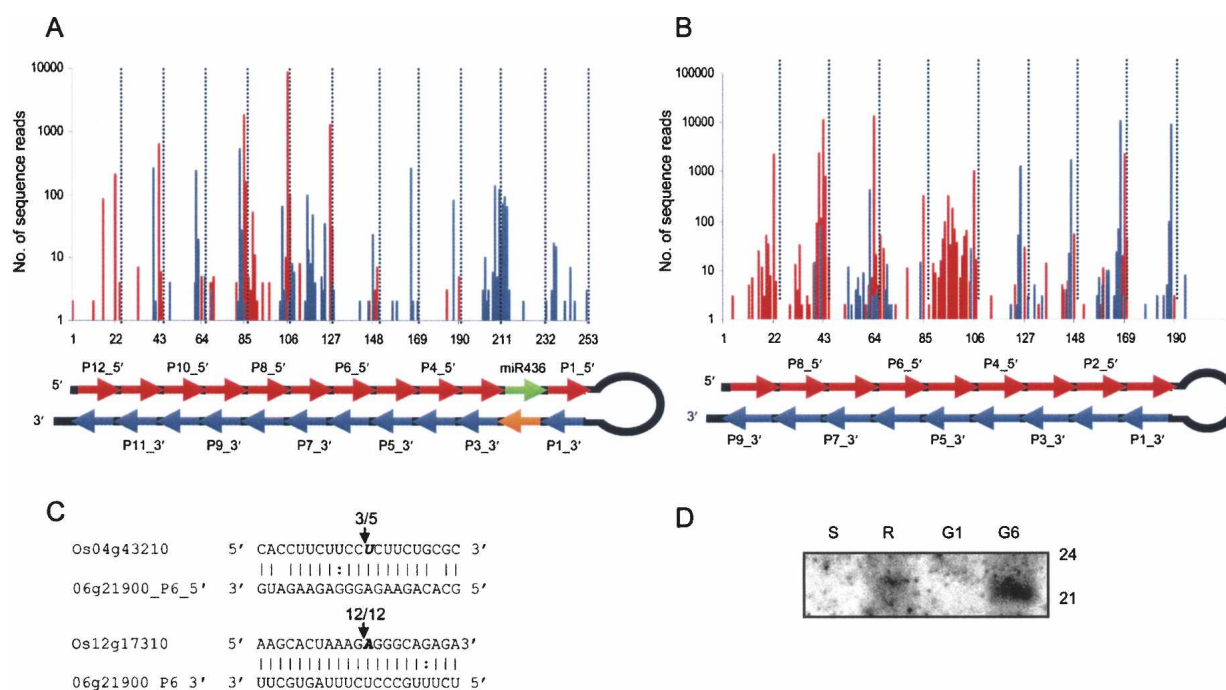 A
No. of sequence reads
10000
1000
100
10
1
1 22 43 64 85 106 127 148 169 190 211 232 253
P12_5′ P10_5′ P8_5′ P6_5′ P4_5′ miR436 P1_5′
5′
3′
P11_3′ P9_3′ P7_3′ P5_3′ P3_3′ P1_3′
B
No. of sequence reads
100000
10000
1000
100
10
1
1 22 43 64 85 106 127 148 169 190
P8_5′ P6_5′ P4_5′ P2_5′
5′
3′
P9_3′ P7_3′ P5_3′ P3_3′ P1_3′
C
3/5
Os04g43210 5′ CACCUUCUUCCUCUUCUGCGC 3′
06g21900_P6_5′ 3′ GUAGAAGAGGGAGAAGACACG 5′
12/12
Os12g17310 5′ AAGCACUAAAGAGGGCAGAGA3′
06g21900 P6 3′ 3′ UUCGUGAUUUCUCCCGUUUCU 5′
D
S R G1 G6
24
21